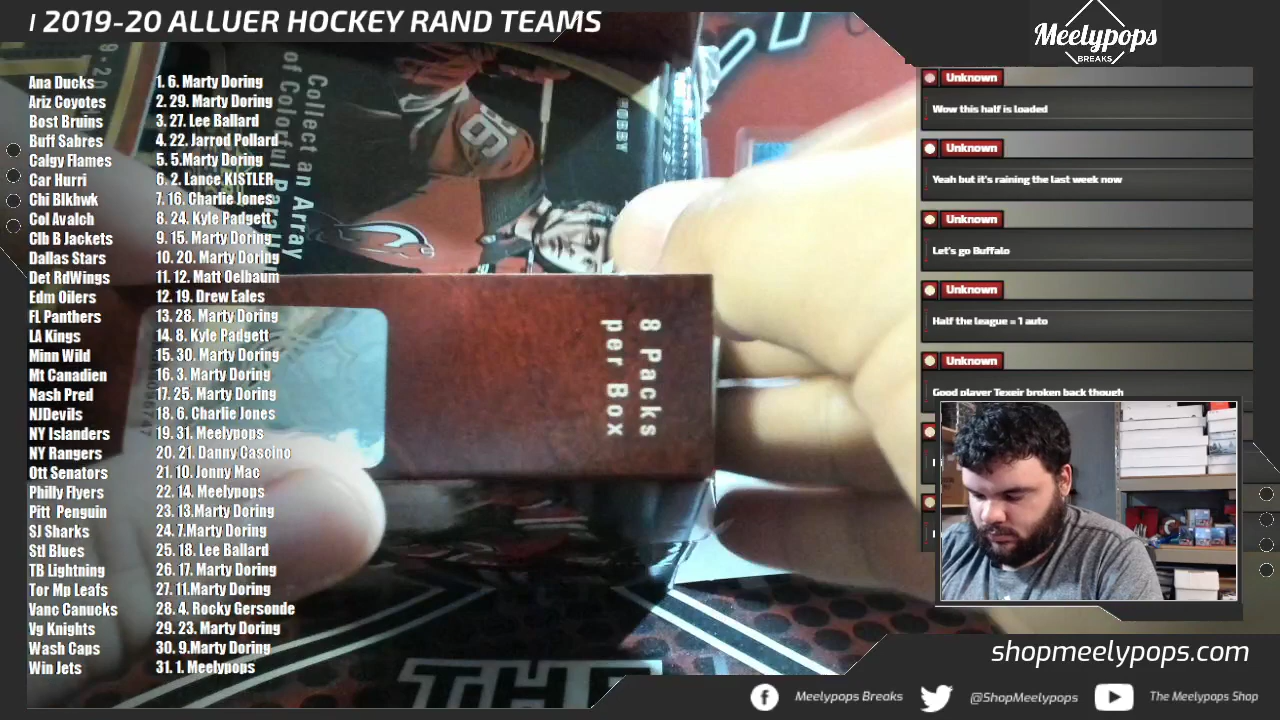 2019-20 ALLUER HOCKEY RAND TEAMS
Meelypops
BREAKS
Ana Ducks 1. 6. Marty Doring
Ariz Coyotes 2. 29. Marty Doring
Bost Bruins 3. 27. Lee Ballard
Buff Sabres 4. 22. Jarrod Pollard
Calgy Flames 5. 5.Marty Doring
Car Hurri 6. 2. Lance KISTLER
Chi Blkhwk 7. 16. Charlie Jones
Col Avalch 8. 24. Kyle Padgett
Clb B Jackets 9. 15. Marty Doring
Dallas Stars 10. 20. Marty Doring
Det RdWings 11. 12. Matt Oelbaum
Edm Oilers 12. 19. Drew Eales
FL Panthers 13. 28. Marty Doring
LA Kings 14. 8. Kyle Padgett
Minn Wild 15. 30. Marty Doring
Mt Canadien 16. 3. Marty Doring
Nash Pred 17. 25. Marty Doring
NJDevils 18. 6. Charlie Jones
NY Islanders 19. 31. Meelypops
NY Rangers 20. 21. Danny Cascino
Ott Senators 21. 10. Jonny Mac
Philly Flyers 22. 14. Meelypops
Pitt Penguin 23. 13.Marty Doring
SJ Sharks 24. 7.Marty Doring
Stl Blues 25. 18. Lee Ballard
TB Lightning 26. 17. Marty Doring
Tor Mp Leafs 27. 11.Marty Doring
Vanc Canucks 28. 4. Rocky Gersonde
Vg Knights 29. 23. Marty Doring
Wash Caps 30. 9.Marty Doring
Win Jets 31. 1. Meelypops
Collect an Array
of Colorful
HOBBY
98
8 Packs
per Box
THE
Unknown
Wow this half is loaded
Unknown
Yeah but it's raining the last week now
Unknown
Let's go Buffalo
Unknown
Half the league = 1 auto
Unknown
Good player Texeir broken back though
shopmeelypops.com
Meelypops Breaks
@ShopMeelypops
The Meelypops Shop